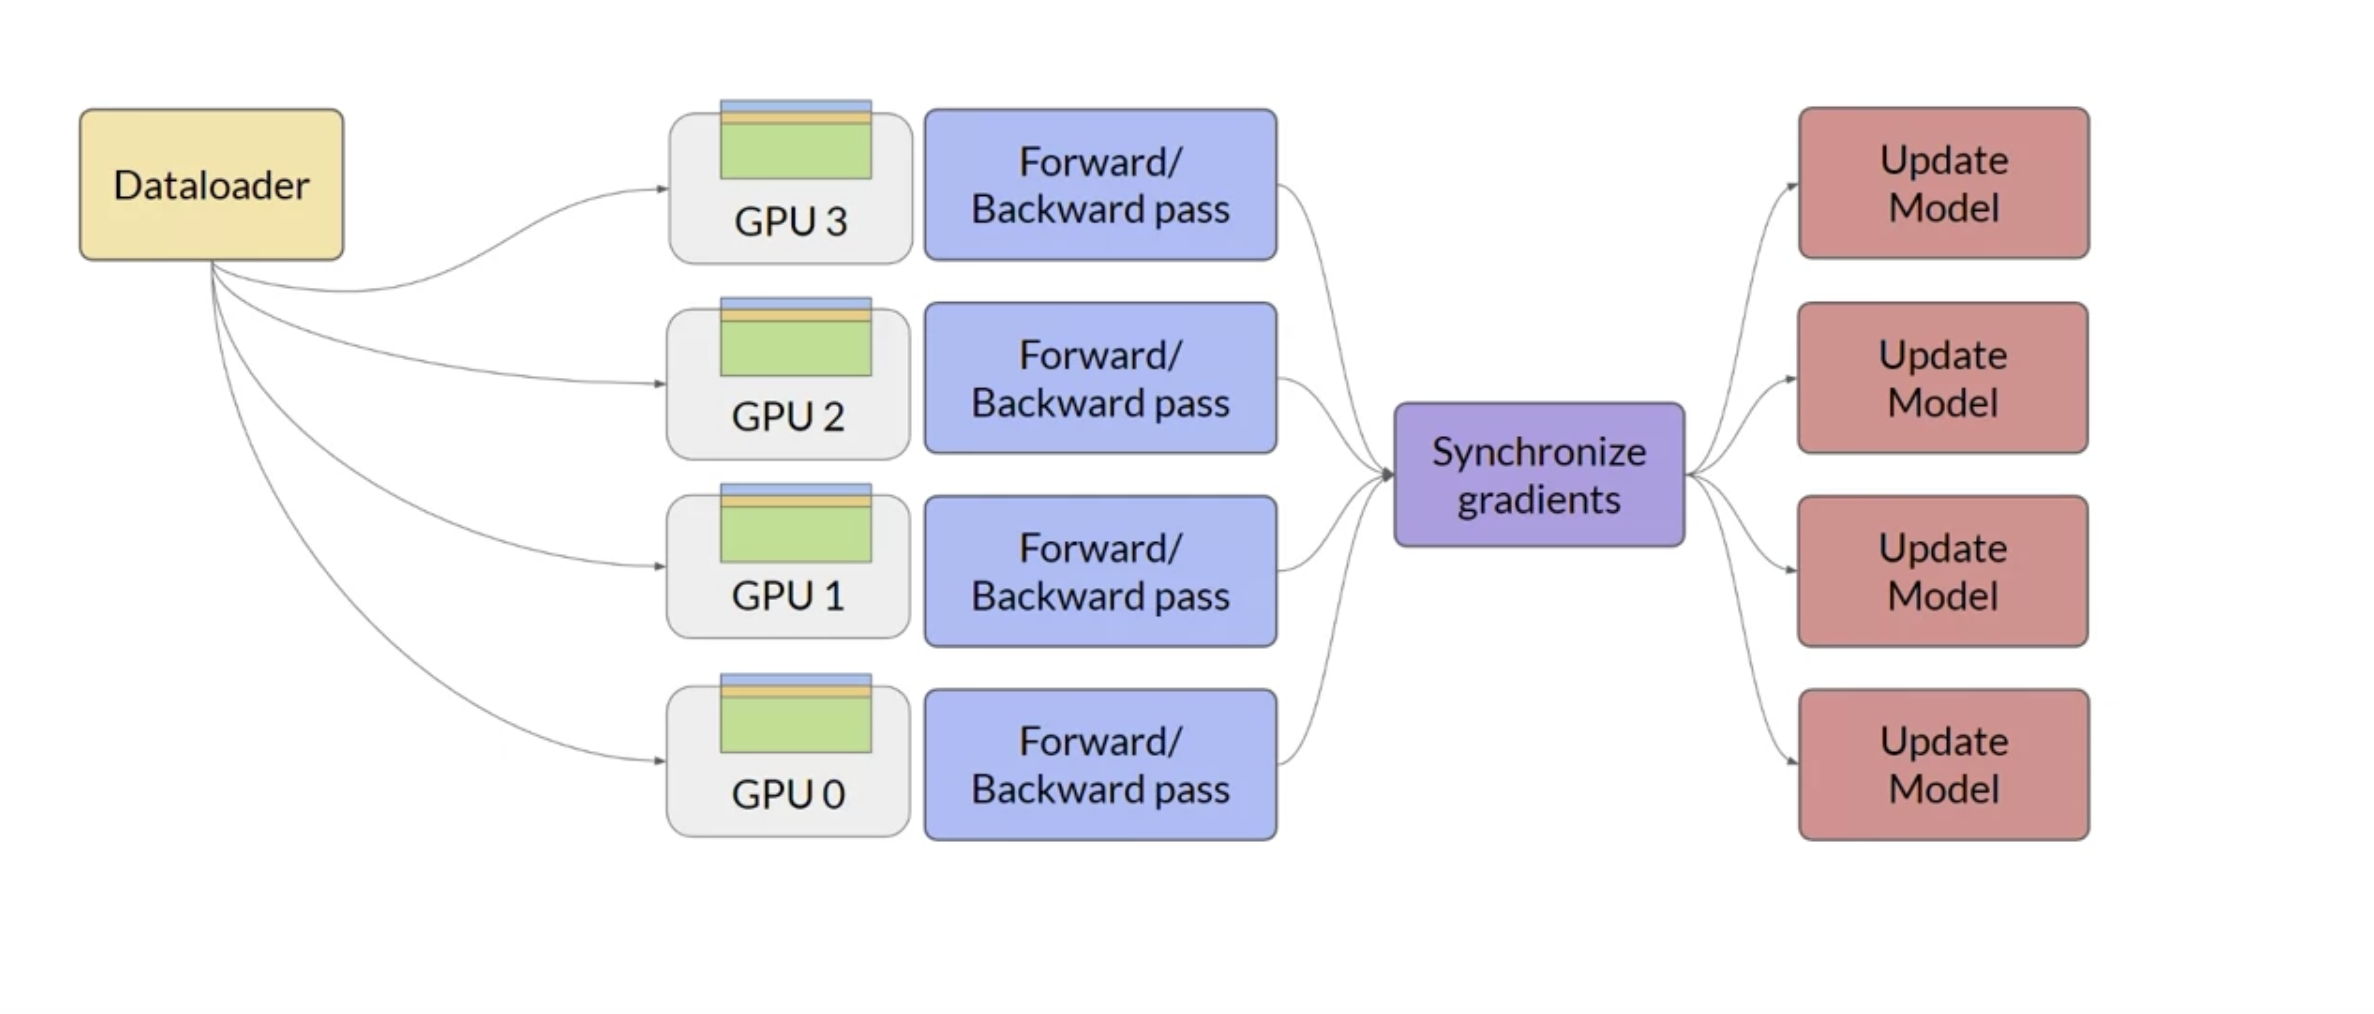 Dataloader
GPU 3
Forward/
Backward pass
Update
Model
GPU 2
Forward/
Backward pass
Update
Model
Synchronize
gradients
GPU 1
Forward/
Backward pass
Update
Model
GPU 0
Forward/
Backward pass
Update
Model